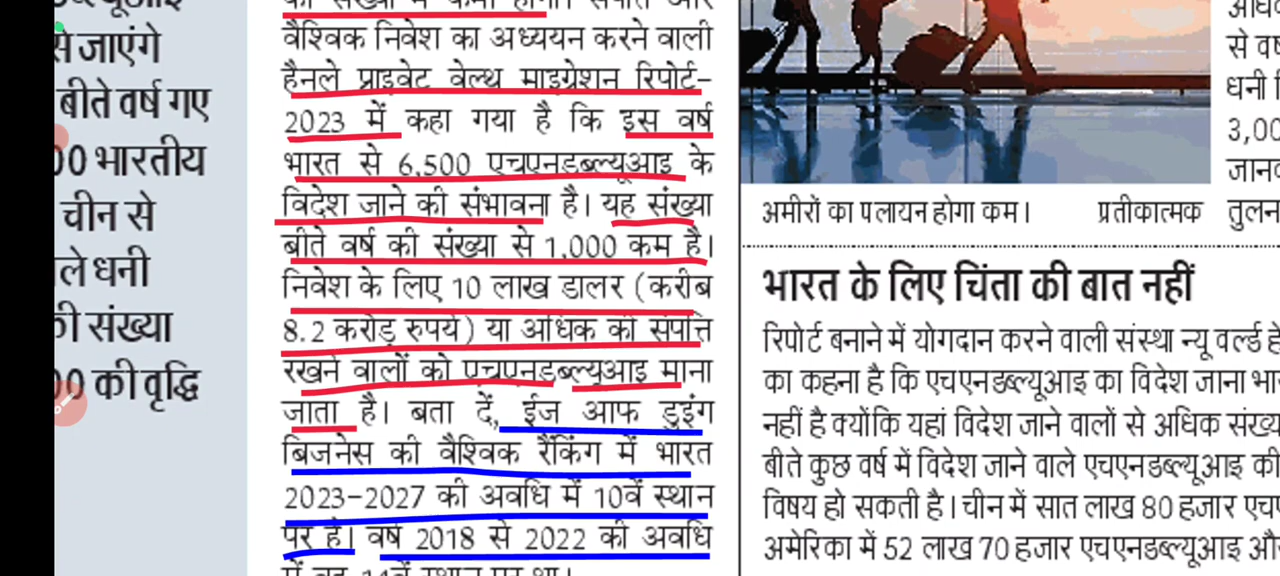 से जाएंगे
बीते वर्ष गए
00 भारतीय
चीन से
ले धनी
की संख्या
00 की वृद्धि
वैश्विक निवेश का अध्ययन करने वाली
हैनले प्राइवेट वेल्थ माइग्रेशन रिपोर्ट-
2023 में कहा गया है कि इस वर्ष
भारत से 6,500 एचएनडब्ल्यूआइ के
विदेश जाने की संभावना है। यह संख्या
बीते वर्ष की संख्या से 1,000 कम है।
निवेश के लिए 10 लाख डालर (करीब
8.2 करोड़ रुपये) या अधिक की संपत्ति
रखने वालों को एचएनडब्ल्यूआइ माना
जाता है। बता दें, ईज आफ डुइंग
बिजनेस की वैश्विक रैंकिंग में भारत
2023-2027 की अवधि में 10वें स्थान
पर है। वर्ष 2018 से 2022 की अवधि
अमीरों का पलायन होगा कम। प्रतीकात्मक
भारत के लिए चिंता की बात नहीं
रिपोर्ट बनाने में योगदान करने वाली संस्था न्यू वर्ल्ड
का कहना है कि एचएनडब्ल्यूआइ का विदेश जाना
नहीं है क्योंकि यहां विदेश जाने वालों से अधिक
बीते कुछ वर्ष में विदेश जाने वाले एचएनडब्ल्यूआइ की
विषय हो सकती है। चीन में सात लाख 80 हजार
अमेरिका में 52 लाख 70 हजार एचएनडब्ल्यूआइ
से
धनी
3,00